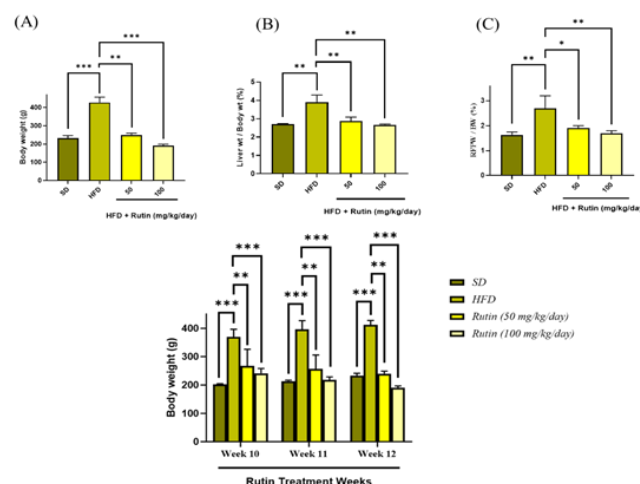 (A)
***
***
**
Body weight (g)
400
300
200
100
0
SD
HFD
50
100
HFD + Rutin (mg/kg/day)
(B)
**
**
**
Liver wt / Body wt (%)
6
4
2
0
SD
HFD
50
100
HFD + Rutin (mg/kg/day)
(C)
**
**
*
RFPW / BW (%)
3
2
1
0
SD
HFD
50
100
HFD + Rutin (mg/kg/day
*** *** ***
** ** **
*** *** ***
Body weight (g)
400
300
200
100
0
Week 10 Week 11 Week 12
Rutin Treatment Weeks
SD
HFD
Rutin (50 mg/kg/day)
Rutin (100 mg/kg/day)